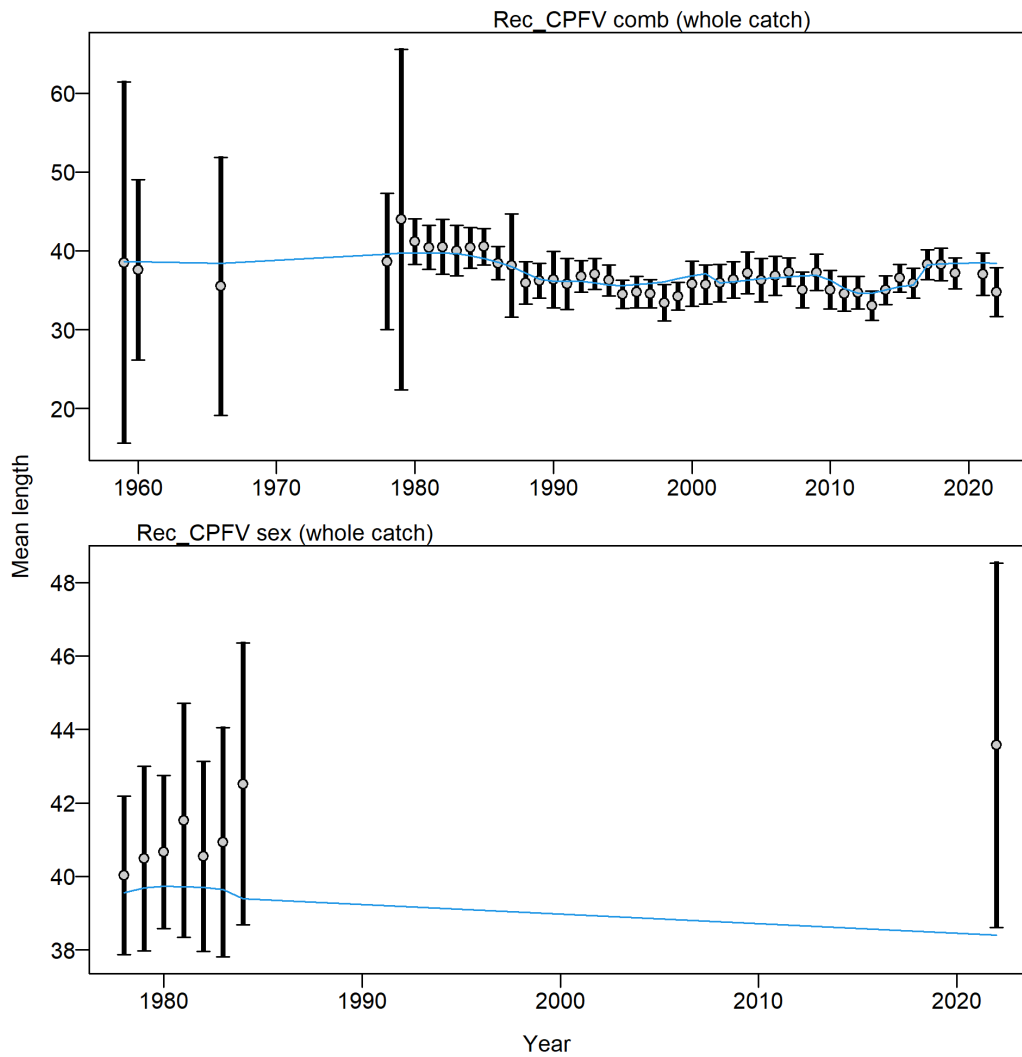 Rec_CPFV comb (whole catch)
60
50
40
30
20
1960 1970 1980 1990 2000 2010 2020
Mean length
Rec_CPFV sex (whole catch)
48
46
44
42
40
38
1980 1990 2000 2010 2020
Year